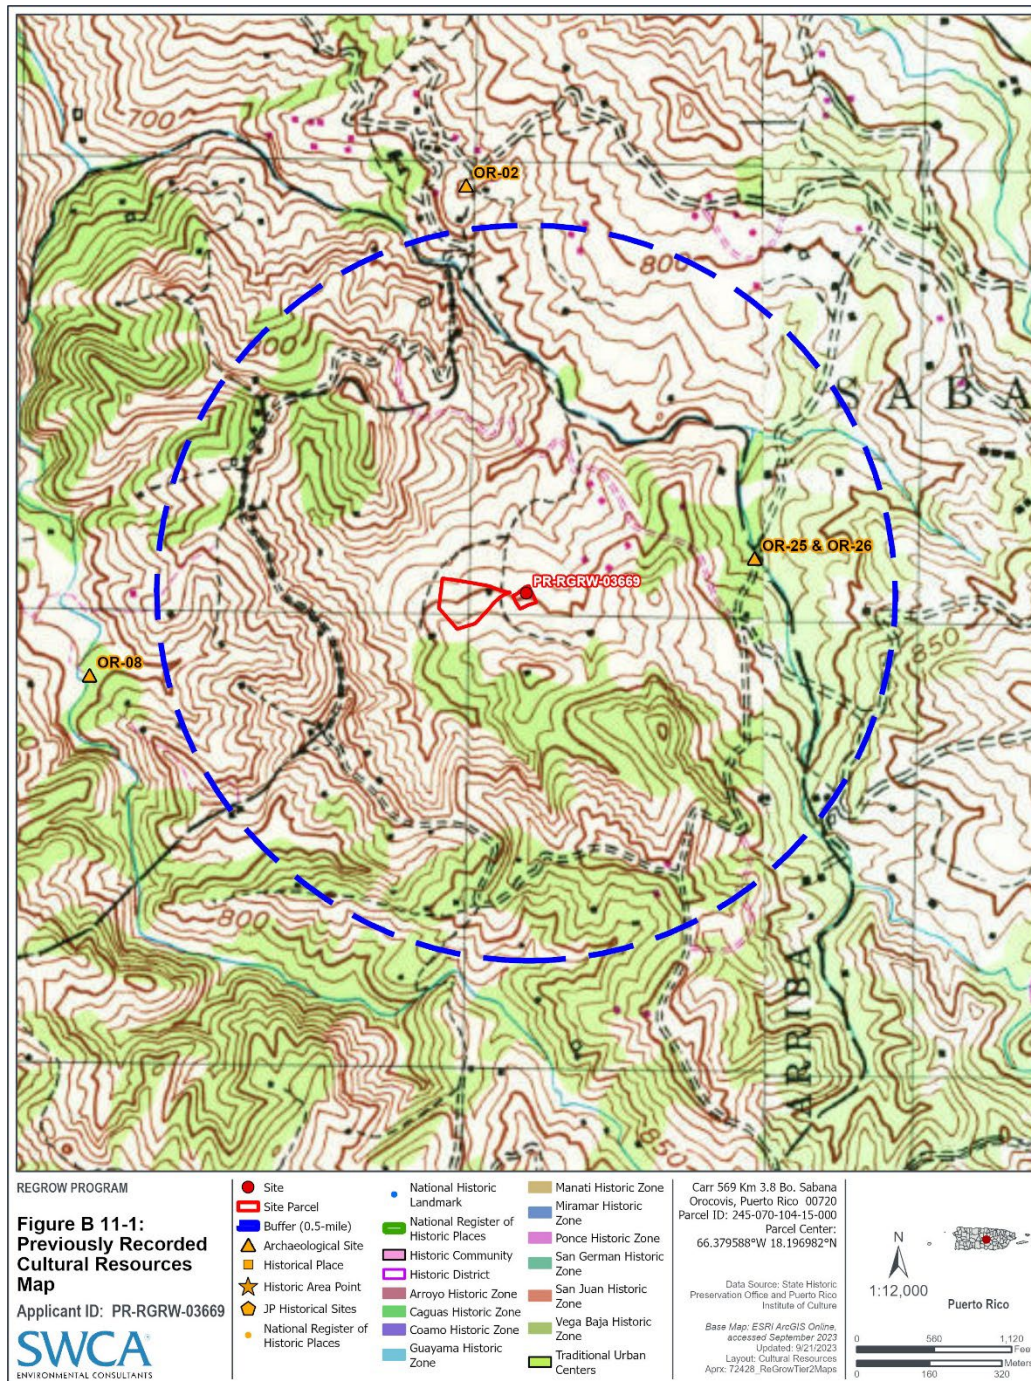 700
OR-02
800
800
S A B A
OR-25 & OR-26
PR-RGRW-03669
850
OR-08
800
ARRIBA
850
REGROW PROGRAM
Figure B 11-1:
Previously Recorded
Cultural Resources
Map
Applicant ID: PR-RGRW-03669
SWCA
ENVIRONMENTAL CONSULTANTS
Site
Site Parcel
Buffer (0.5-mile)
Archaeological Site
Historical Place
Historic Area Point
JP Historical Sites
National Register of
Historic Places
National Historic
Landmark
National Register of
Historic Places
Historic Community
Historic District
Arroyo Historic Zone
Caguas Historic Zone
Coamo Historic Zone
Guayama Historic
Zone
Manati Historic Zone
Miramar Historic
Zone
Ponce Historic Zone
San German Historic
Zone
San Juan Historic
Zone
Vega Baja Historic
Zone
Traditional Urban
Centers
Carr 569 Km 3.8 Bo. Sabana
Orocovis, Puerto Rico 00720
Parcel ID: 245-070-104-15-000
Parcel Center:
66.379588°W 18.196982°N
Data Source: State Historic
Preservation Office and Puerto Rico
Institute of Culture
Base Map: ESRI ArcGIS Online,
accessed September 2023
Updated: 9/21/2023
Layout: Cultural Resources
Aprx: 72428_ReGrowTier2Maps
N
1:12,000
Puerto Rico
0 560 1,120
Feet
Meters
0 160 320